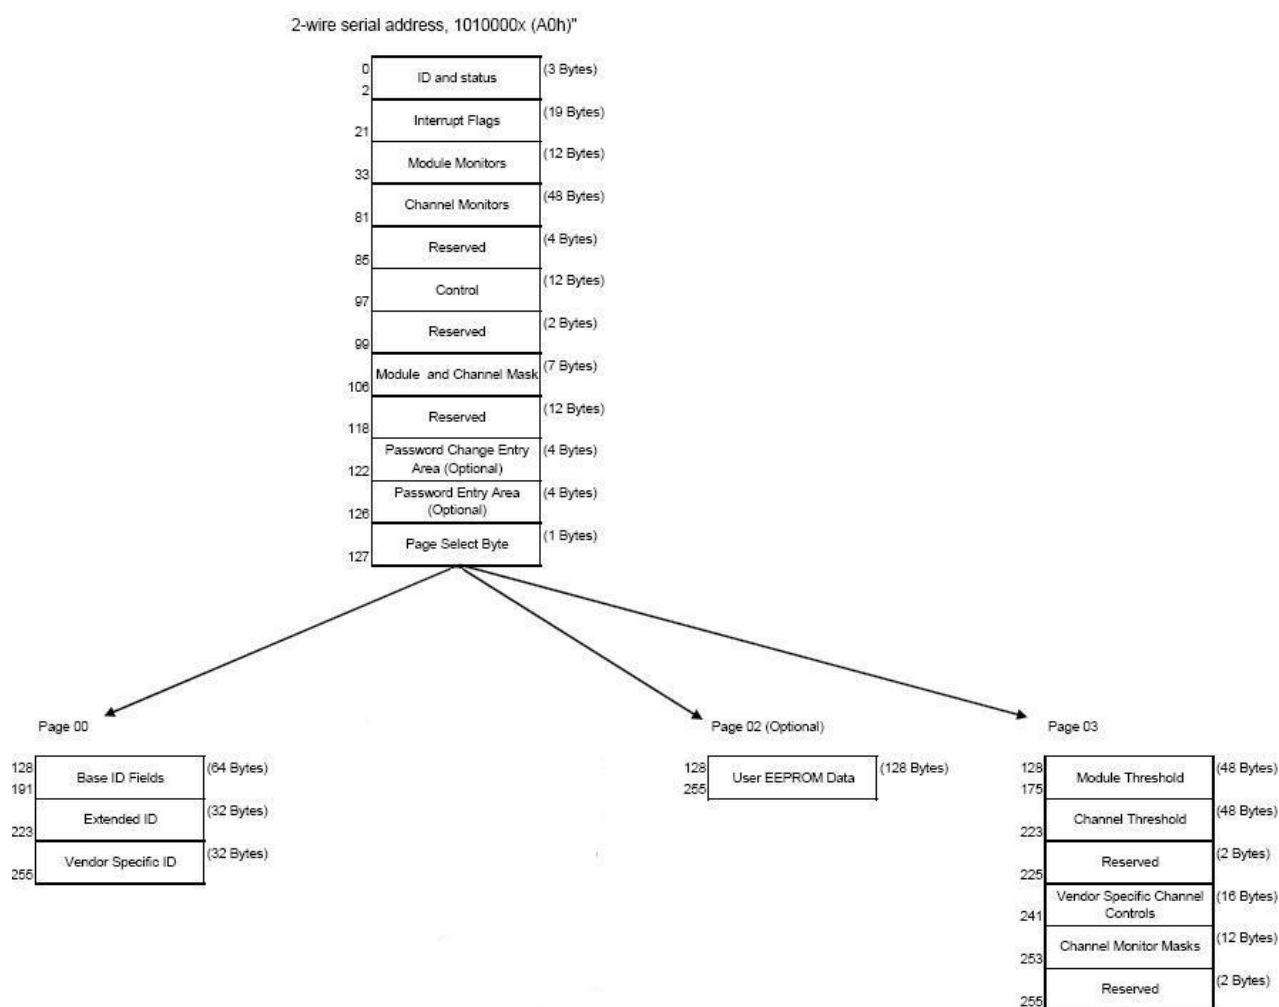 2-wire serial address, 1010000x (A0h)"
0
2
ID and status
(3 Bytes)
21
Interrupt Flags
(19 Bytes)
33
Module Monitors
(12 Bytes)
81
Channel Monitors
(48 Bytes)
85
Reserved
(4 Bytes)
97
Control
(12 Bytes)
99
Reserved
(2 Bytes)
106
Module and Channel Mask
(7 Bytes)
118
Reserved
(12 Bytes)
122
Password Change Entry
Area (Optional)
(4 Bytes)
126
Password Entry Area
(Optional)
(4 Bytes)
127
Page Select Byte
(1 Bytes)
Page 00
128
191
Base ID Fields
(64 Bytes)
223
Extended ID
(32 Bytes)
255
Vendor Specific ID
(32 Bytes)
Page 02 (Optional)
128
255
User EEPROM Data
(128 Bytes)
Page 03
128
175
Module Threshold
(48 Bytes)
223
Channel Threshold
(48 Bytes)
225
Reserved
(2 Bytes)
241
Vendor Specific Channel
Controls
(16 Bytes)
253
Channel Monitor Masks
(12 Bytes)
255
Reserved
(2 Bytes)